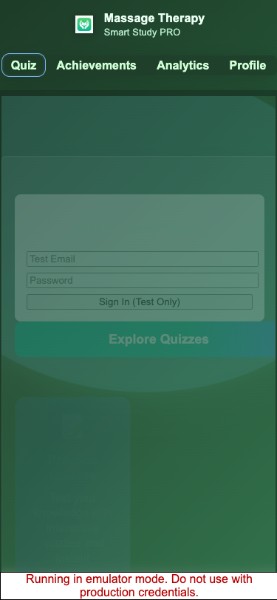 Massage Therapy
Smart Study PRO
Quiz Achievements Analytics Profile
Test Email
Password
Sign In (Test Only)
Explore Quizzes
Running in emulator mode. Do not use with
production credentials.